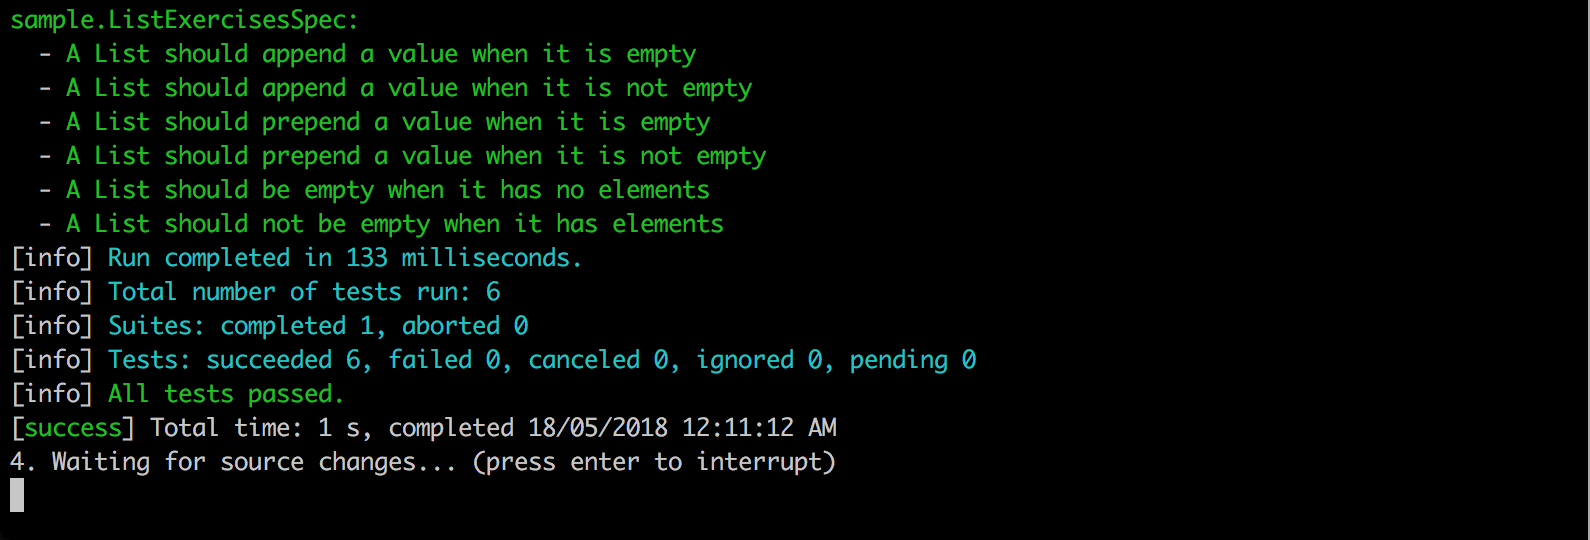 sample.ListExercisesSpec:
- A List should append a value when it is empty
- A List should append a value when it is not empty
- A List should prepend a value when it is empty
- A List should prepend a value when it is not empty
- A List should be empty when it has no elements
- A List should not be empty when it has elements
[info] Run completed in 133 milliseconds.
[info] Total number of tests run: 6
[info] Suites: completed 1, aborted 0
[info] Tests: succeeded 6, failed 0, canceled 0, ignored 0, pending 0
[info] All tests passed.
[success] Total time: 1 s, completed 18/05/2018 12:11:12 AM
4. Waiting for source changes... (press enter to interrupt)